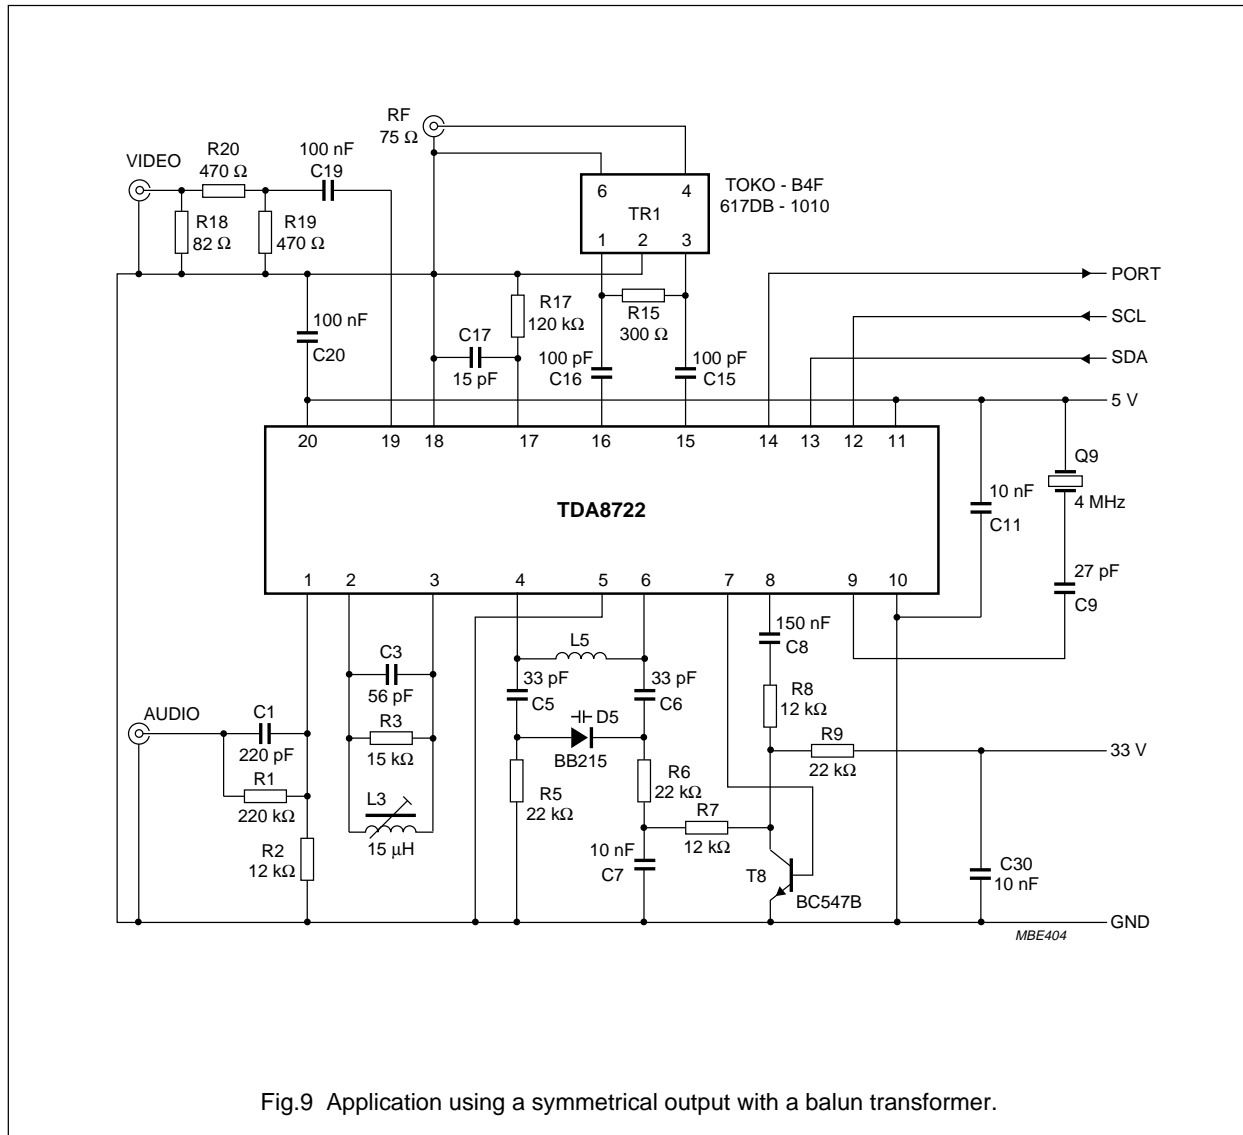 RF
75 Ω
VIDEO
R20
470 Ω
100 nF
C19
R18
82 Ω
R19
470 Ω
6
4
TR1
1
2
3
TOKO - B4F
617DB - 1010
100 nF
C20
C17
15 pF
R17
120 kΩ
R15
300 Ω
100 pF
C16
100 pF
C15
PORT
SCL
SDA
5 V
20
19
18
17
16
15
14
13
12
11
TDA8722
10 nF
C11
Q9
4 MHz
27 pF
C9
1
2
3
4
5
6
7
8
9
10
C3
56 pF
R3
15 kΩ
L3
15 μH
L5
33 pF
C5
33 pF
C6
D5
BB215
150 nF
C8
R8
12 kΩ
R9
22 kΩ
33 V
AUDIO
C1
220 pF
R1
220 kΩ
R2
12 kΩ
R5
22 kΩ
R6
22 kΩ
R7
12 kΩ
10 nF
C7
T8
BC547B
C30
10 nF
GND
MBE404
Fig.9 Application using a symmetrical output with a balun transformer.